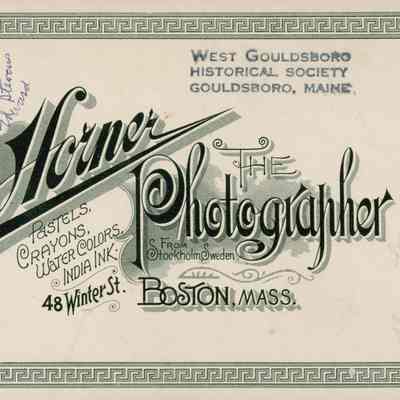 West Gouldsboro
Historical Society
Gouldsboro, Maine.
Horner
The
Photographer
Pastels,
Crayons,
Water Colors,
India Ink.
From
Stockholm, Sweden
48 Winter St.
Boston, Mass.